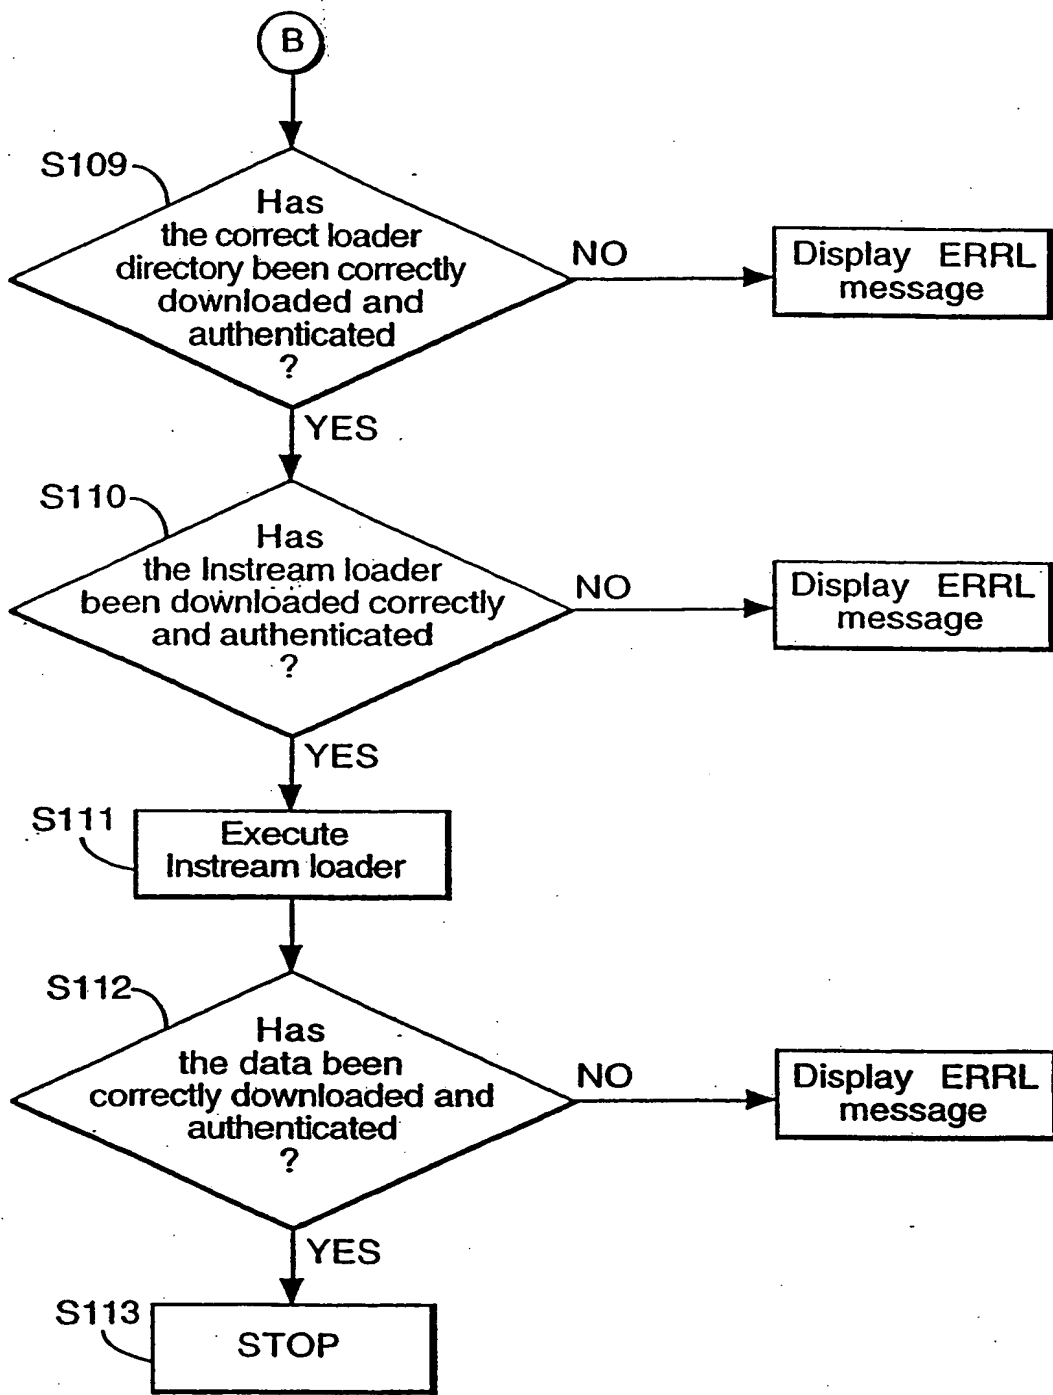 B
S109
Has
the correct loader
directory been correctly
downloaded and
authenticated
?
NO
Display ERRL
message
YES
S110
Has
the Instream loader
been downloaded correctly
and authenticated
?
NO
Display ERRL
message
YES
S111
Execute
Instream loader
S112
Has
the data been
correctly downloaded and
authenticated
?
NO
Display ERRL
message
YES
S113
STOP